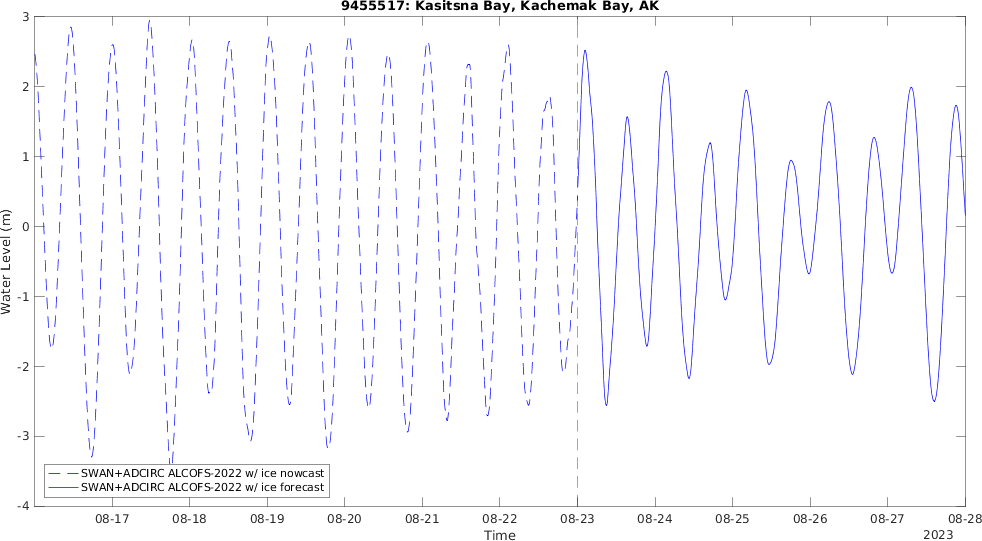 9455517: Kasitsna Bay, Kachemak Bay, AK
3
2
1
0
-1
-2
-3
-4
Water Level (m)
SWAN+ADCIRC ALCOFS-2022 w/ ice nowcast
SWAN+ADCIRC ALCOFS-2022 w/ ice forecast
08-17 08-18 08-19 08-20 08-21 08-22 08-23 08-24 08-25 08-26 08-27 08-28
Time
2023